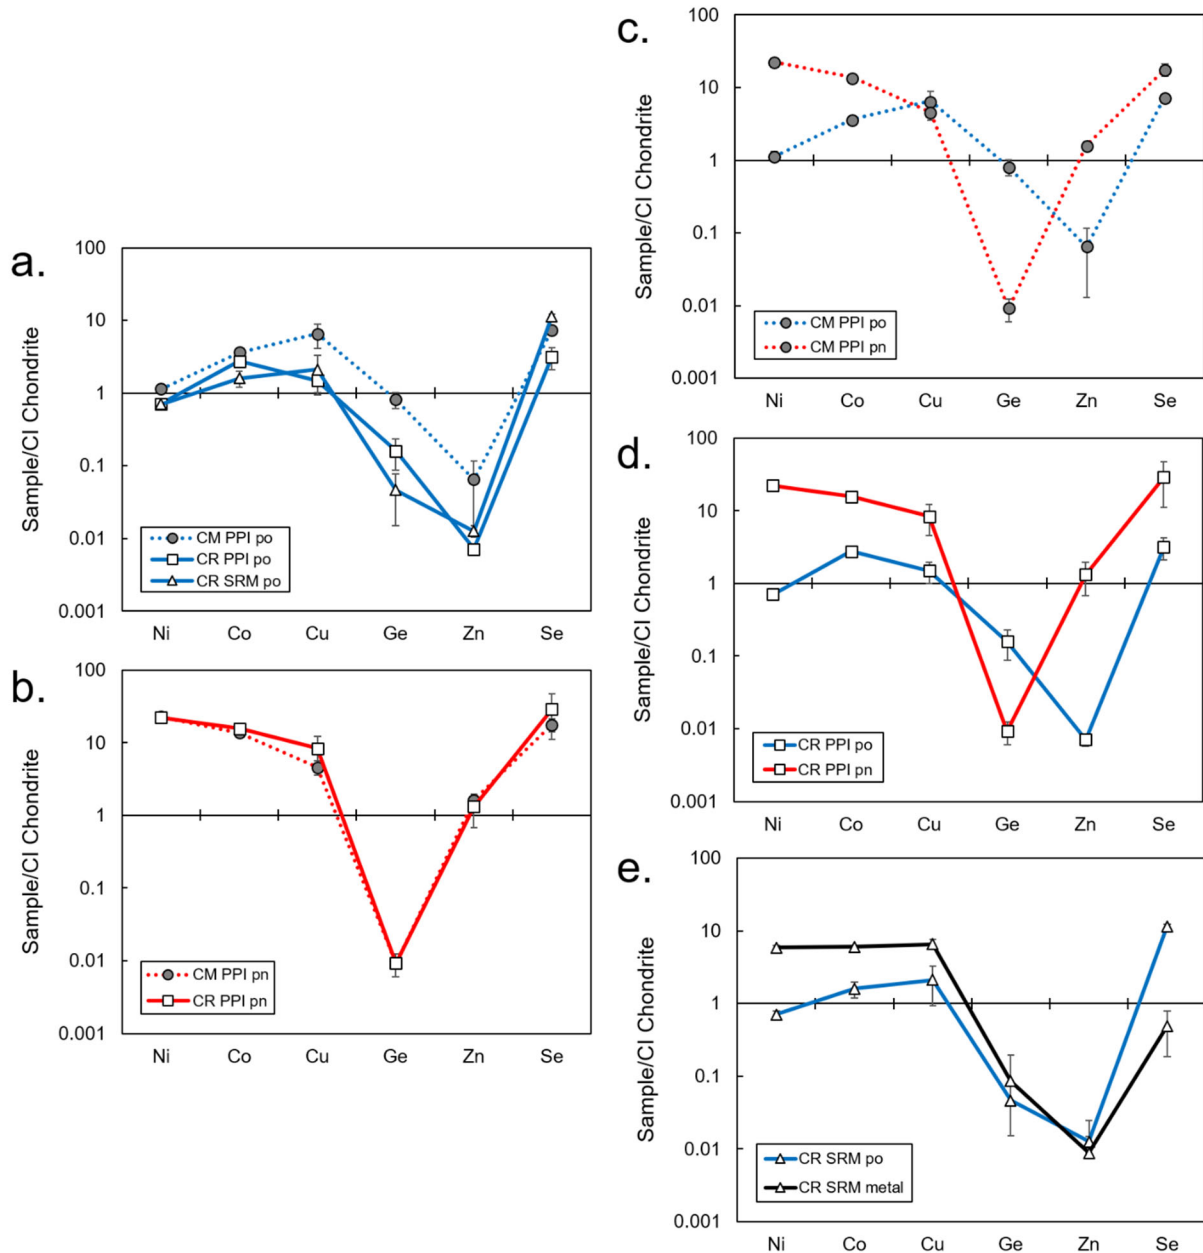 a.
Sample/CI Chondrite
100
10
1
0.1
0.01
0.001
CM PPI po
CR PPI po
CR SRM po
Ni Co Cu Ge Zn Se
b.
Sample/CI Chondrite
100
10
1
0.1
0.01
0.001
CM PPI pn
CR PPI pn
Ni Co Cu Ge Zn Se
c.
Sample/CI Chondrite
100
10
1
0.1
0.01
0.001
CM PPI po
CM PPI pn
Ni Co Cu Ge Zn Se
d.
Sample/CI Chondrite
100
10
1
0.1
0.01
0.001
CR PPI po
CR PPI pn
Ni Co Cu Ge Zn Se
e.
Sample/CI Chondrite
100
10
1
0.1
0.01
0.001
CR SRM po
CR SRM metal
Ni Co Cu Ge Zn Se